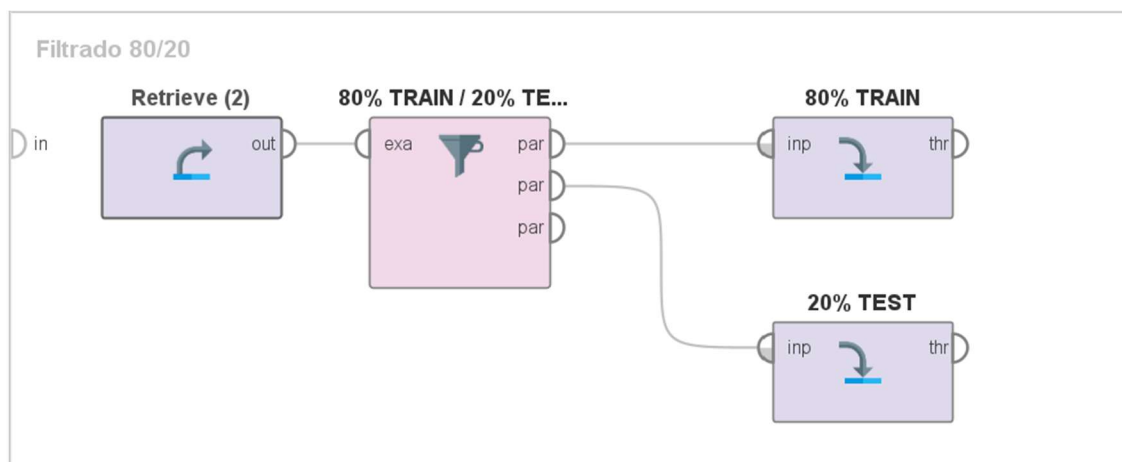 Filtrado 80/20
Retrieve (2)
80% TRAIN / 20% TE...
80% TRAIN
in
out
exa
par
inp
thr
par
par
20% TEST
inp
thr